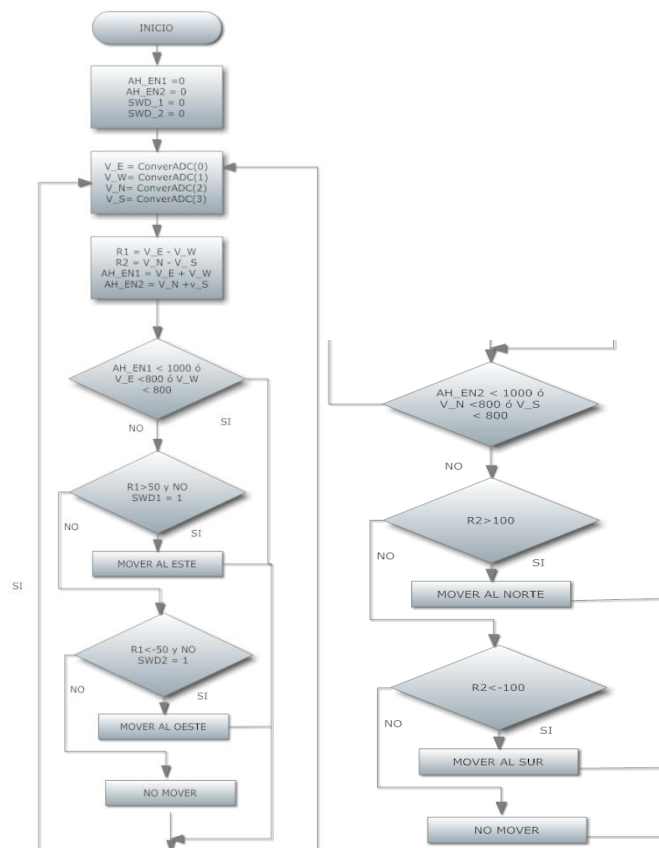 INICIO
AH_EN1 =0
AH_EN2 = 0
SWD_1 = 0
SWD_2 = 0
V_E = ConverADC(0)
V_W= ConverADC(1)
V_N= ConverADC(2)
V_S= ConverADC(3)
R1 = V_E - V_W
R2 = V_N - V_ S
AH_EN1 = V_E + V_W
AH_EN2 = V_N +v_S
AH_EN1 < 1000 ó
V_E <800 ó V_W
< 800
NO
SI
R1>50 y NO
SWD1 = 1
NO
SI
MOVER AL ESTE
SI
R1<-50 y NO
SWD2 = 1
NO
SI
MOVER AL OESTE
NO MOVER
AH_EN2 < 1000 ó
V_N <800 ó V_S
< 800
NO
R2>100
NO
SI
MOVER AL NORTE
R2<-100
NO
SI
MOVER AL SUR
NO MOVER